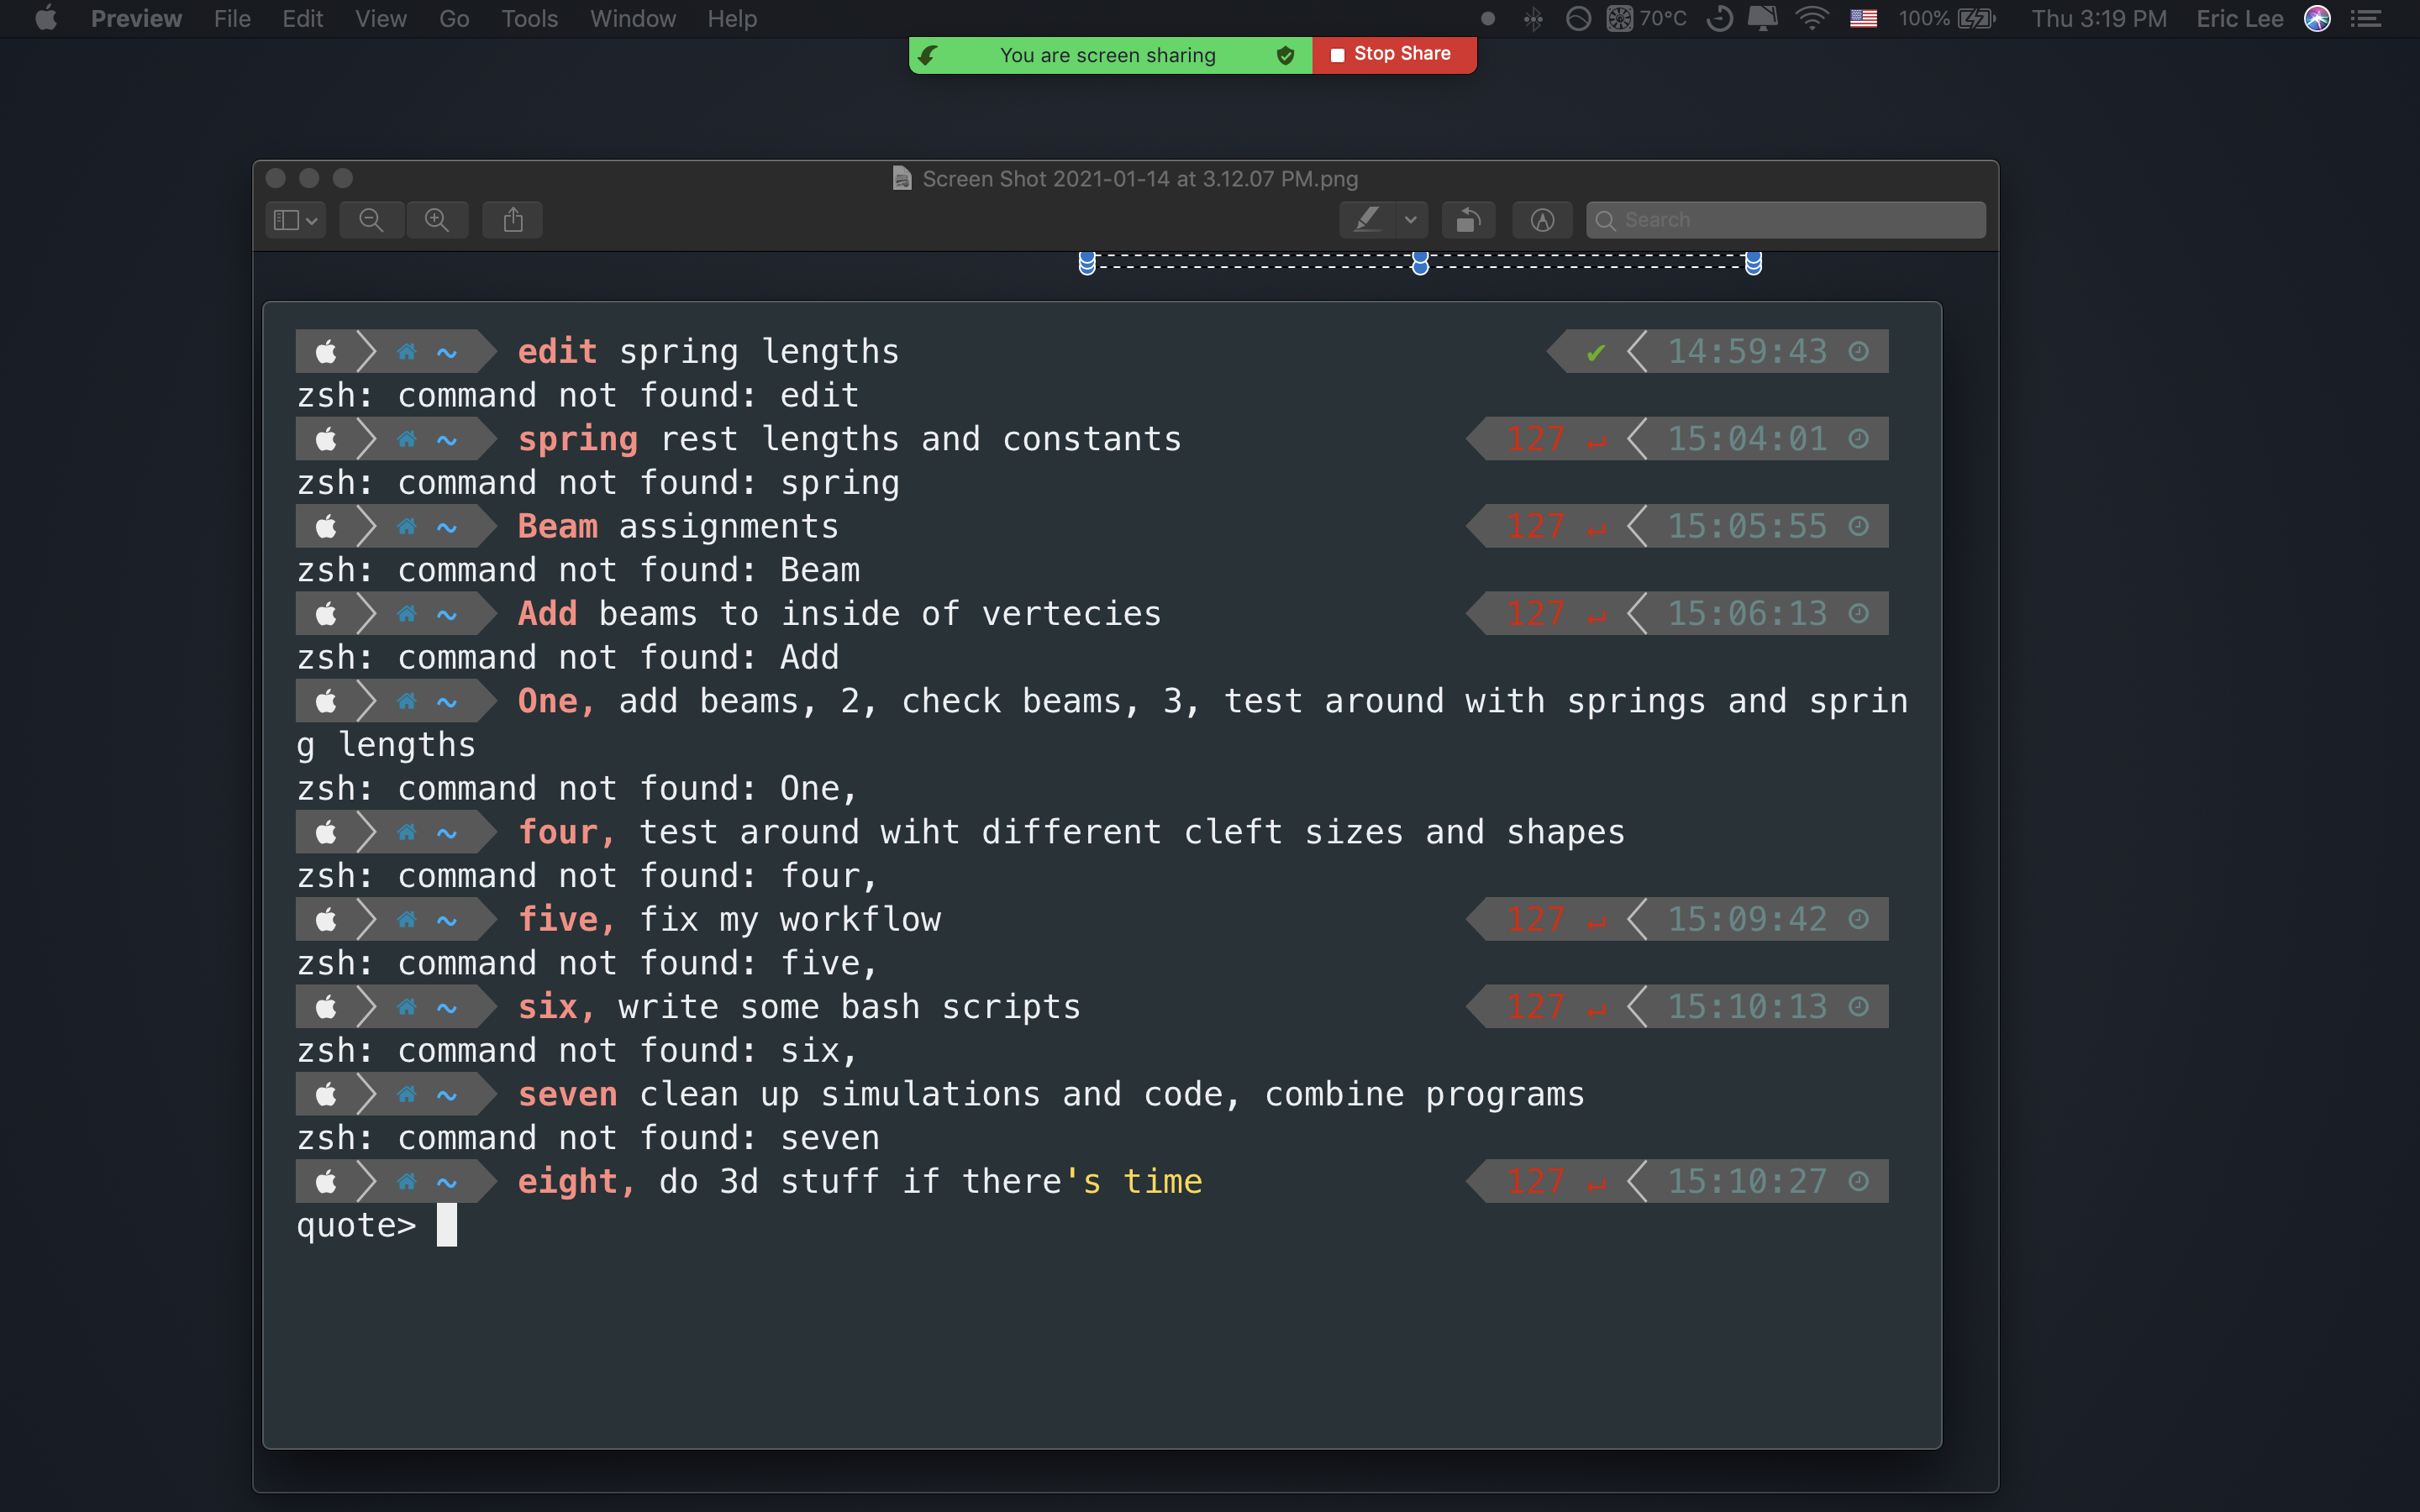 Preview File Edit View Go Tools Window Help 70°C 100% Thu 3:19 PM Eric Lee
You are screen sharing Stop Share
Screen Shot 2021-01-14 at 3.12.07 PM.png
Search
~ edit spring lengths ✔ 14:59:43
zsh: command not found: edit
~ spring rest lengths and constants 127 ↵ 15:04:01
zsh: command not found: spring
~ Beam assignments 127 ↵ 15:05:55
zsh: command not found: Beam
~ Add beams to inside of vertecies 127 ↵ 15:06:13
zsh: command not found: Add
~ One, add beams, 2, check beams, 3, test around with springs and sprin
g lengths
zsh: command not found: One,
~ four, test around wiht different cleft sizes and shapes
zsh: command not found: four,
~ five, fix my workflow 127 ↵ 15:09:42
zsh: command not found: five,
~ six, write some bash scripts 127 ↵ 15:10:13
zsh: command not found: six,
~ seven clean up simulations and code, combine programs
zsh: command not found: seven
~ eight, do 3d stuff if there's time 127 ↵ 15:10:27
quote>